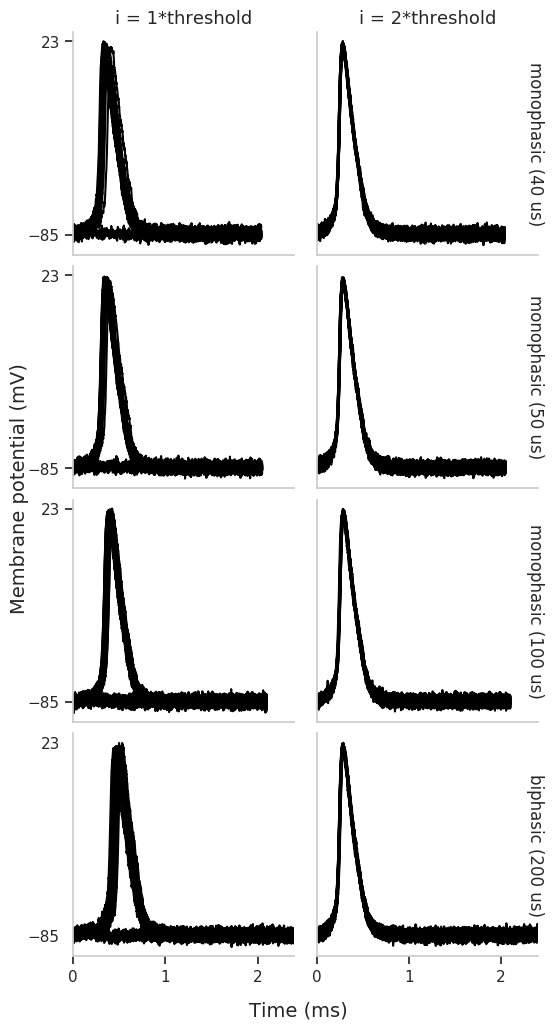 i = 1*threshold
i = 2*threshold
23
−85
monophasic (40 us)
23
−85
monophasic (50 us)
Membrane potential (mV)
23
−85
monophasic (100 us)
23
−85
biphasic (200 us)
0
1
2
0
1
2
Time (ms)